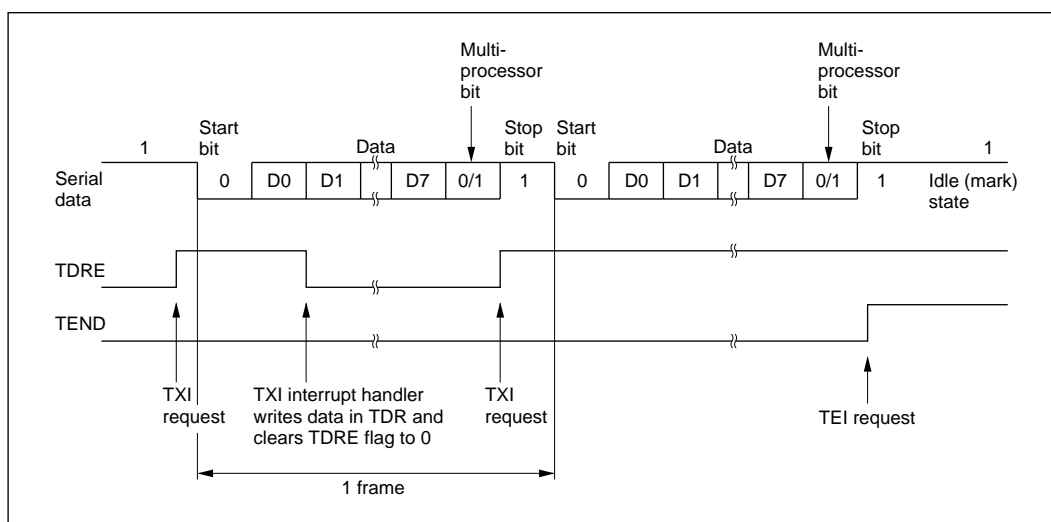 Multi-
processor
bit
Multi-
processor
bit
Start
bit
Stop
bit
Start
bit
Stop
bit
1
Data
Data
1
Serial
data
0
D0
D1
D7
0/1
1
0
D0
D1
D7
0/1
1
Idle (mark)
state
TDRE
TEND
TXI
request
TXI interrupt handler
writes data in TDR and
clears TDRE flag to 0
TXI
request
TEI request
1 frame